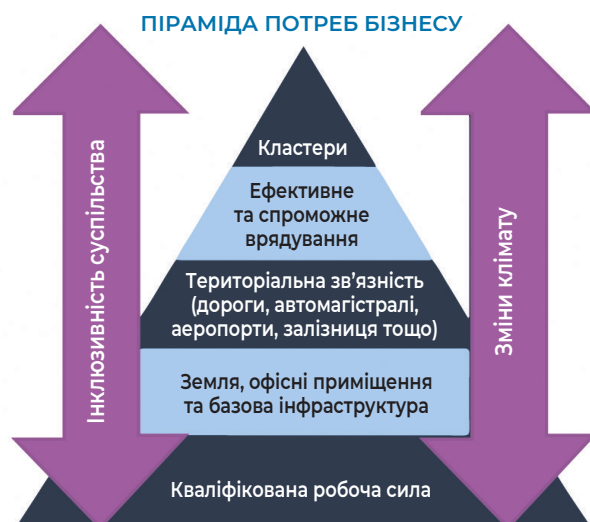 ПІРАМІДА ПОТРЕБ БІЗНЕСУ
Інклюзивність суспільства
Кластери
Ефективне
та спроможне
врядування
Територіальна зв’язність
(дороги, автомагістралі,
аеропорти, залізниця тощо)
Земля, офісні приміщення
та базова інфраструктура
Кваліфікована робоча сила
Зміни клімату